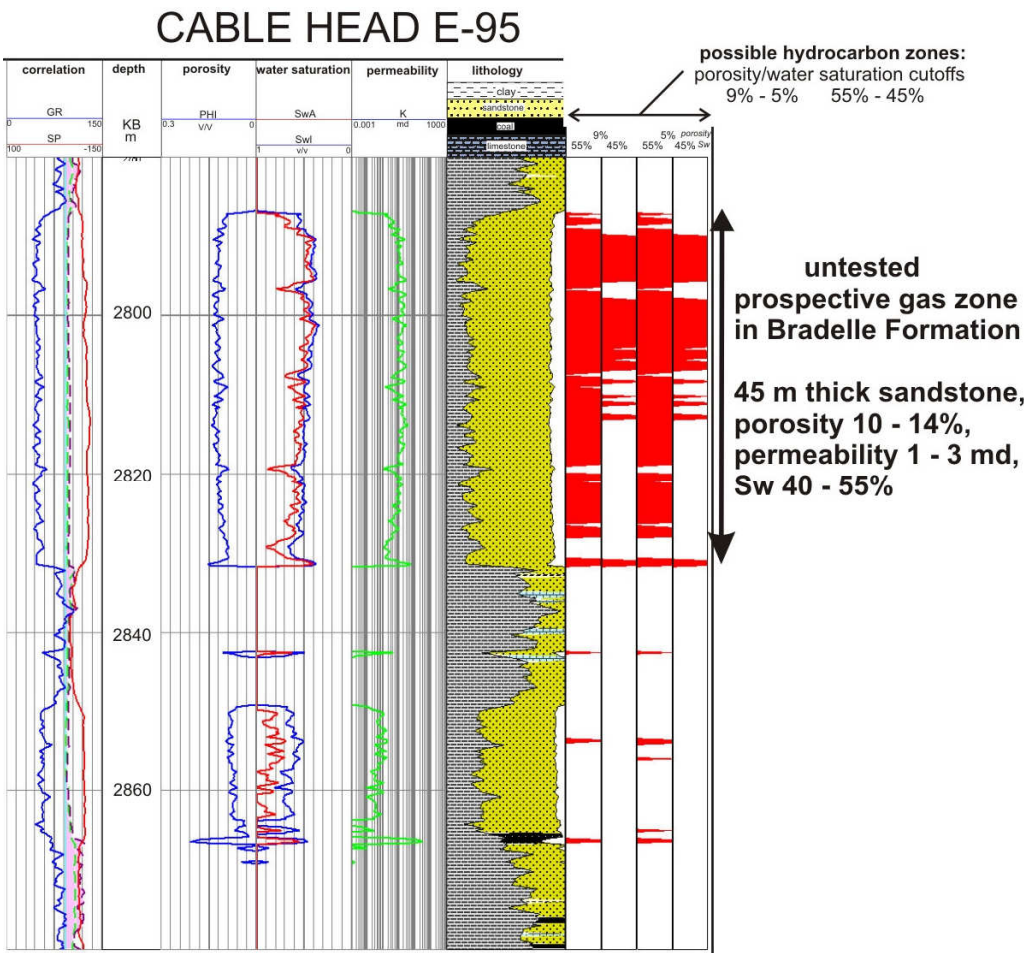 CABLE HEAD E-95
possible hydrocarbon zones:
porosity/water saturation cutoffs
9% - 5% 55% - 45%
correlation depth porosity water saturation permeability lithology
clay
sandstone
coal
limestone
GR
0 150
SP
100 -150
KB
m
PHI
0.3 V/V 0
SwA
SwI
1 v/v 0
K
0.001 md 1000
9% 5% porosity
55% 45% 55% 45% Sw
2800
2820
2840
2860
untested
prospective gas zone
in Bradelle Formation
45 m thick sandstone,
porosity 10 - 14%,
permeability 1 - 3 md,
Sw 40 - 55%